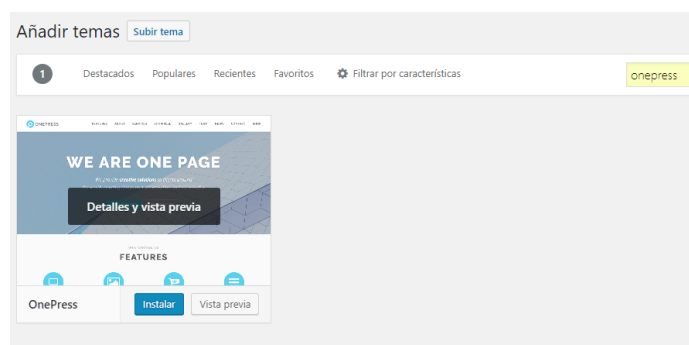 Añadir temas Subir tema
1 Destacados Populares Recientes Favoritos Filtrar por características onepress
ONEPRESS
WE ARE ONE PAGE
Detalles y vista previa
FEATURES
OnePress Instalar Vista previa